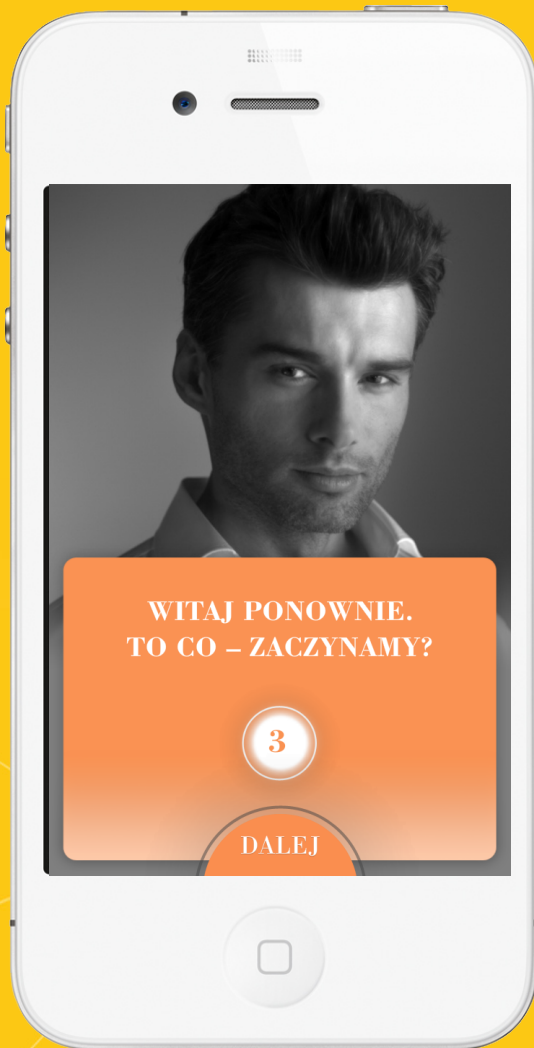 WITAJ PONOWNIE.
TO CO – ZACZYNAMY?
3
DALEJ